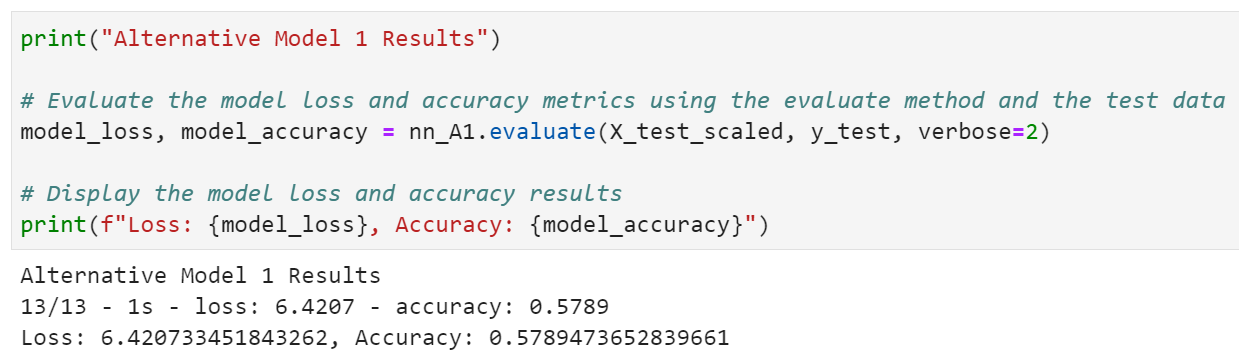 print("Alternative Model 1 Results")
# Evaluate the model loss and accuracy metrics using the evaluate method and the test data
model_loss, model_accuracy = nn_A1.evaluate(X_test_scaled, y_test, verbose=2)
# Display the model loss and accuracy results
print(f"Loss: {model_loss}, Accuracy: {model_accuracy}")
Alternative Model 1 Results
13/13 - 1s - loss: 6.4207 - accuracy: 0.5789
Loss: 6.420733451843262, Accuracy: 0.5789473652839661